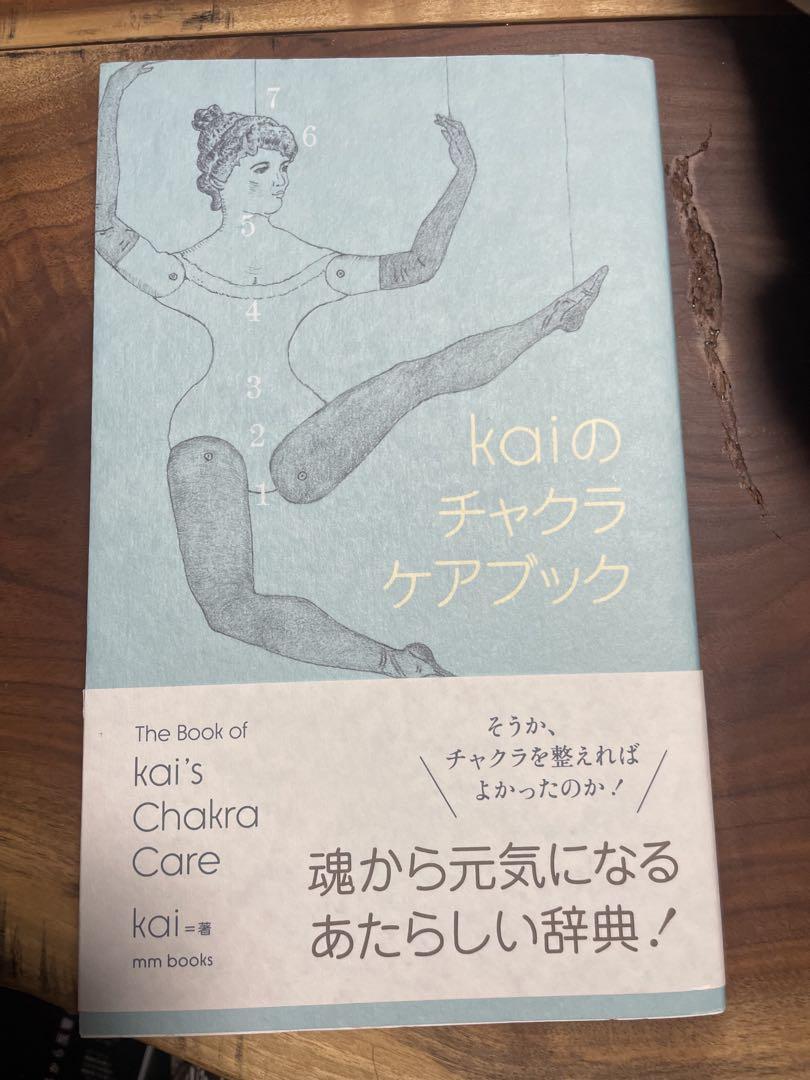 7
6
5
4
3
2
1
kaiの
チャクラ
ケアブック
The Book of
kai's
Chakra
Care
kai=著
mm books
そうか、
チャクラを整えれば
よかったのか!
魂から元気になる
あたらしい辞典!